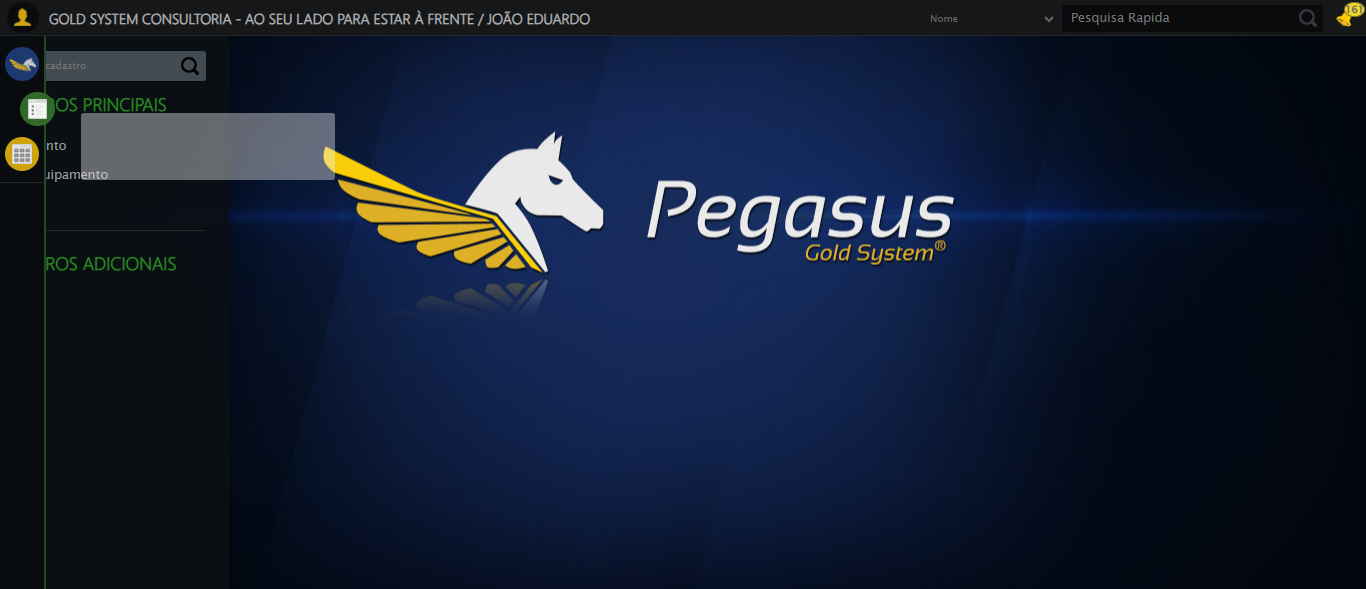 GOLD SYSTEM CONSULTORIA - AO SEU LADO PARA ESTAR À FRENTE / JOÃO EDUARDO
Nome
Pesquisa Rapida
161
cadastro
OS PRINCIPAIS
nto
uipamento
ROS ADICIONAIS
Pegasus
Gold System®